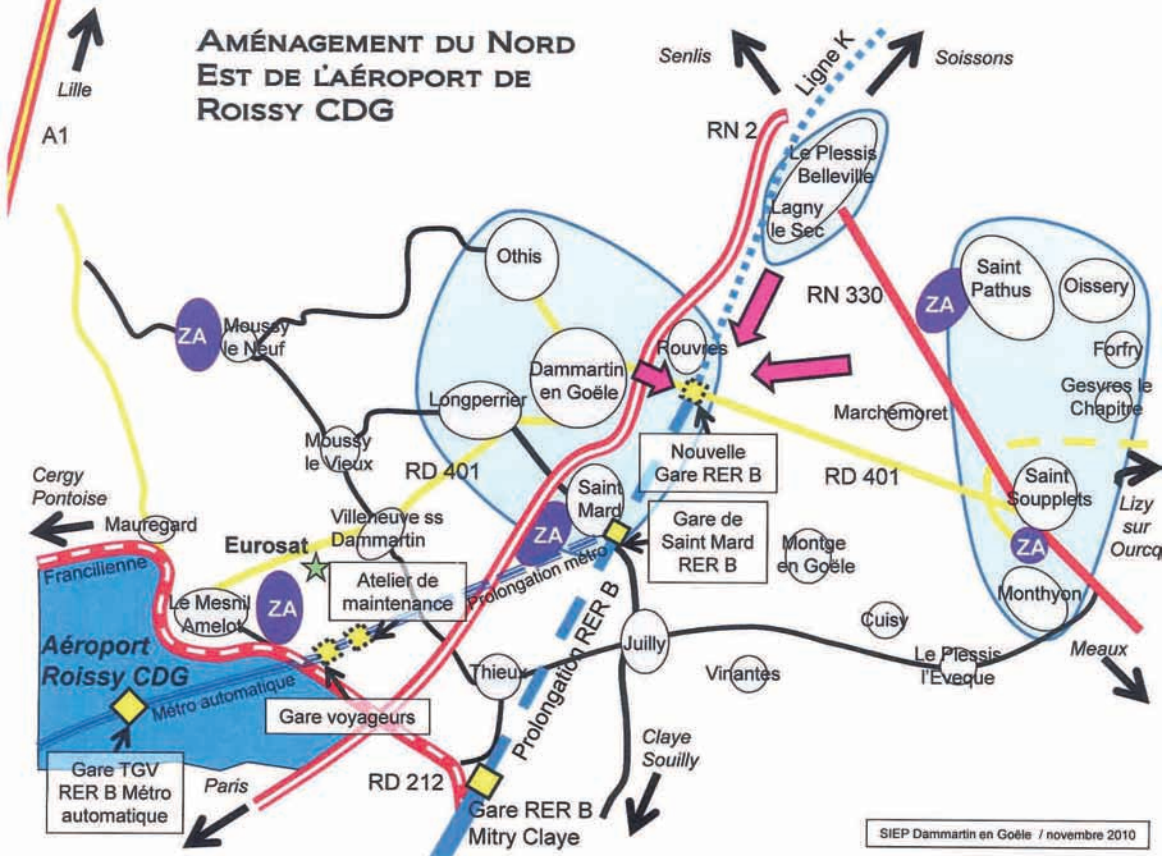 AMÉNAGEMENT DU NORD
EST DE L'AÉROPORT DE
ROISSY CDG
Lille
A1
Senlis
Ligne K
Soissons
RN 2
Le Plessis
Belleville
Lagny
le Sec
Othis
RN 330
ZA
Saint
Pathus
Oissery
ZA
Moussy
le Neuf
Rouvres
Forfry
Dammartin
en Goële
Gesvres le
Chapitre
Longperrier
Marchémoret
Moussy
le Vieux
Nouvelle
Gare RER B
RD 401
RD 401
Cergy
Pontoise
Saint
Mard
Saint
Soupplets
Lizy
sur
Ourcq
Mauregard
Villeneuve ss
Dammartin
ZA
Gare de
Saint Mard
RER B
Montge
en Goële
ZA
Eurosat
Francilienne
Atelier de
maintenance
Prolongation métro
Le Mesnil
Amelot
ZA
Monthyon
Cuisy
Aéroport
Roissy CDG
Juilly
Meaux
Thieux
Prolongation RER B
Vinantes
Le Plessis
l'Eveque
Métro automatique
Gare voyageurs
Claye
Souilly
Gare TGV
RER B Métro
automatique
Paris
RD 212
Gare RER B
Mitry Claye
SIEP Dammartin en Goële / novembre 2010